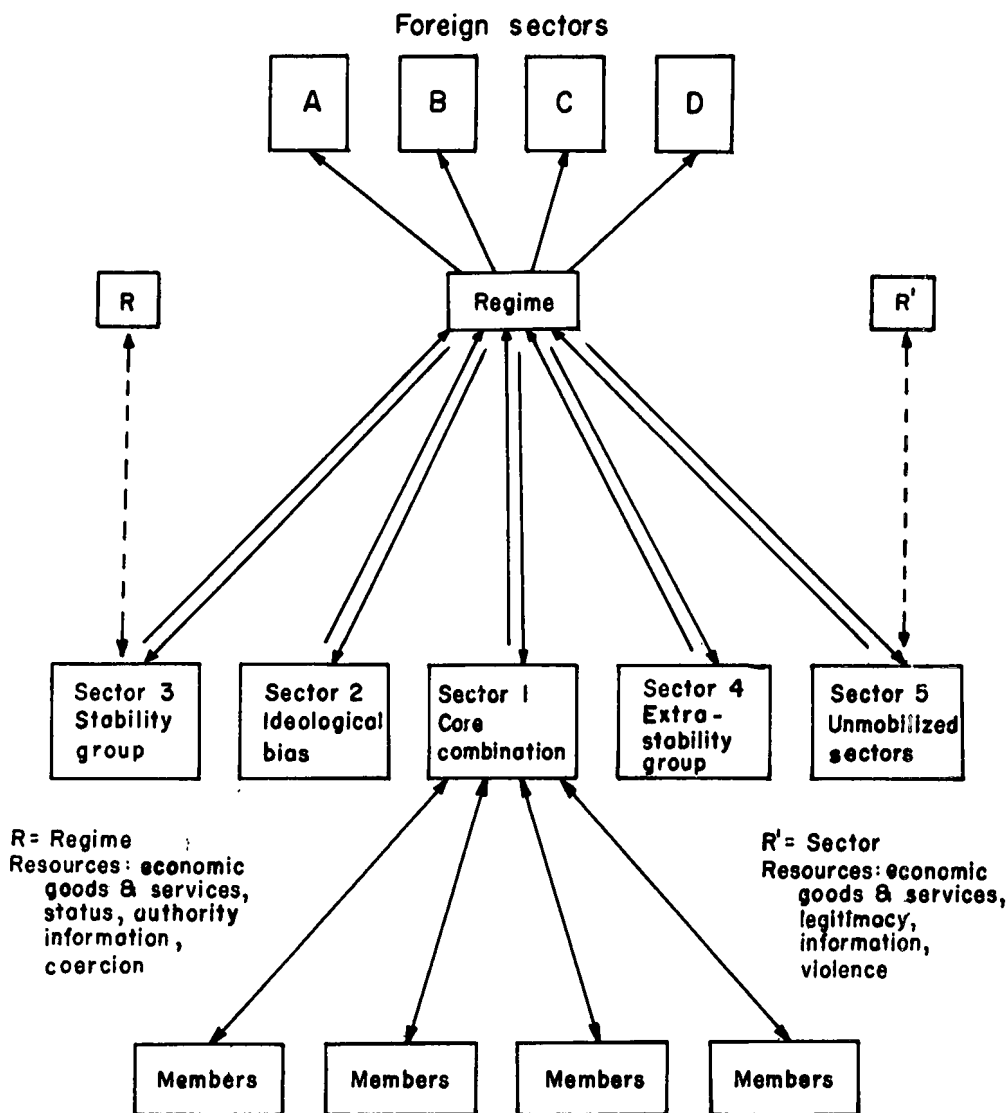 Foreign sectors
A
B
C
D
R
Regime
R'
Sector 3
Stability
group
Sector 2
Ideological
bias
Sector 1
Core
combination
Sector 4
Extra-
stability
group
Sector 5
Unmobilized
sectors
R= Regime
Resources: economic
goods & services,
status, authority
information,
coercion
R'= Sector
Resources: economic
goods & services,
legitimacy,
information,
violence
Members
Members
Members
Members